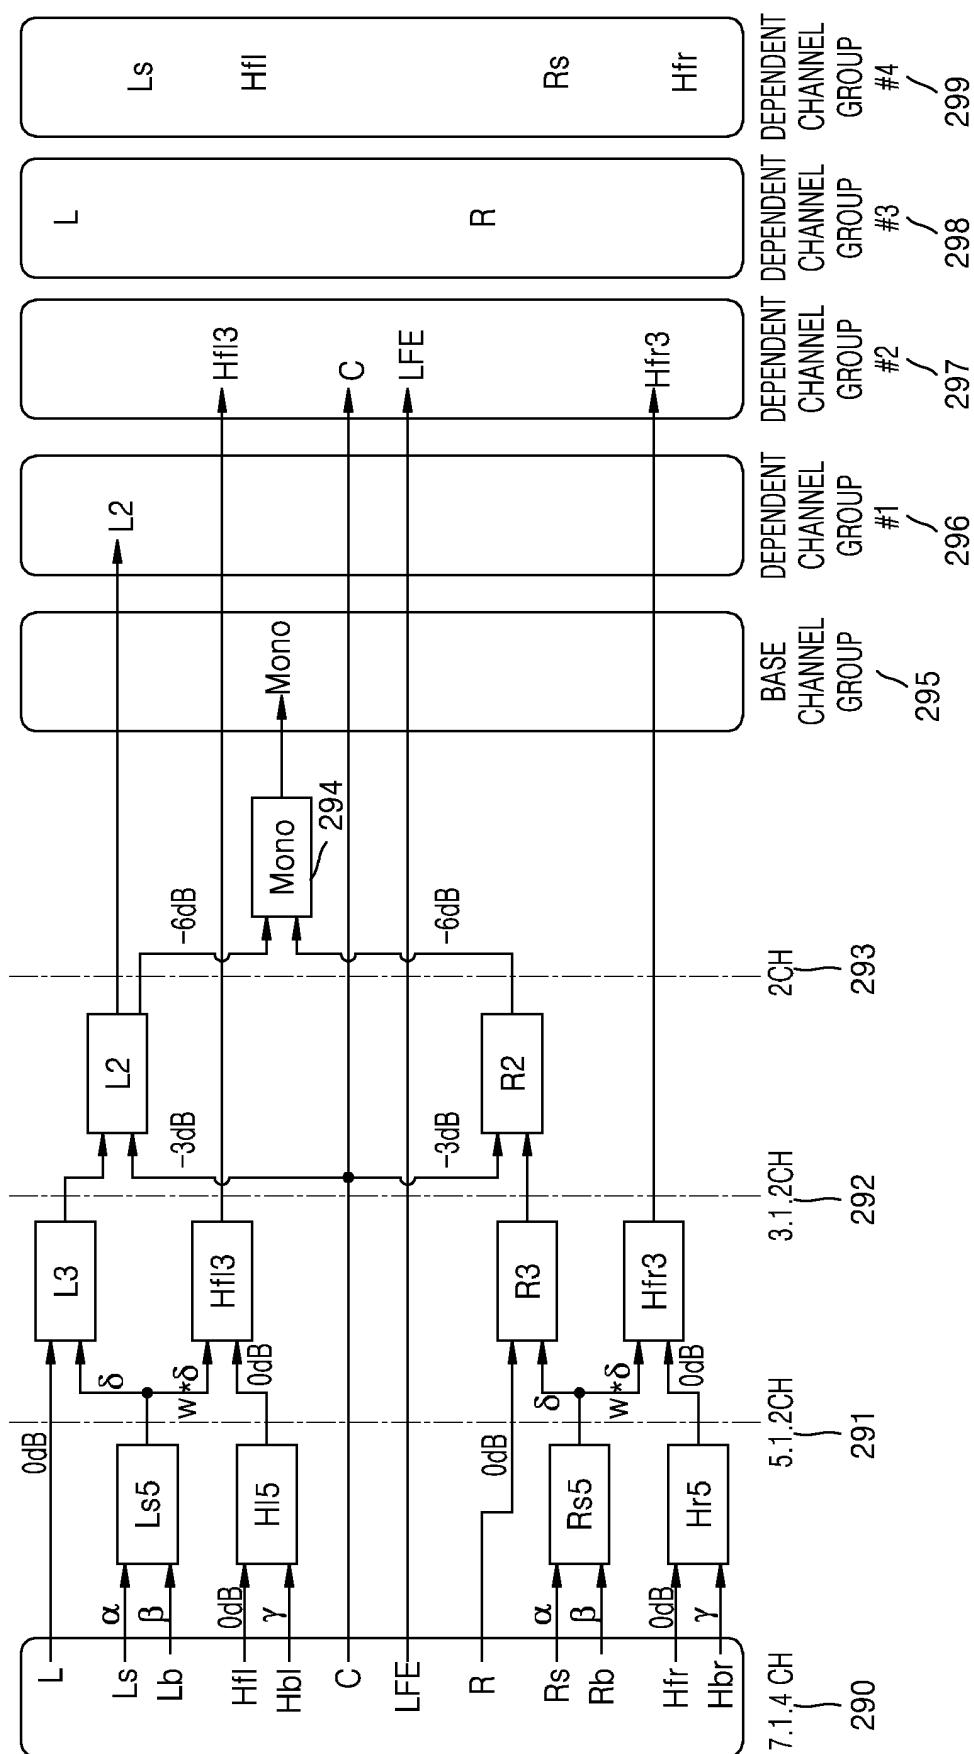 L
Ls
Lb
Hfl
Hbl
C
LFE
R
Rs
Rb
Hfr
Hbr
7.1.4 CH
290
0dB
α
β
0dB
γ
0dB
α
β
0dB
γ
Ls5
Hl5
Rs5
Hr5
5.1.2CH
291
δ
w*δ
0dB
δ
w*δ
0dB
L3
Hfl3
R3
Hfr3
3.1.2CH
292
-3dB
-3dB
L2
R2
2CH
293
-6dB
-6dB
Mono
294
Mono
BASE
CHANNEL
GROUP
295
L2
DEPENDENT
CHANNEL
GROUP
#1
296
Hfl3
C
LFE
Hfr3
DEPENDENT
CHANNEL
GROUP
#2
297
L
R
DEPENDENT
CHANNEL
GROUP
#3
298
Ls
Hfl
Rs
Hfr
DEPENDENT
CHANNEL
GROUP
#4
299